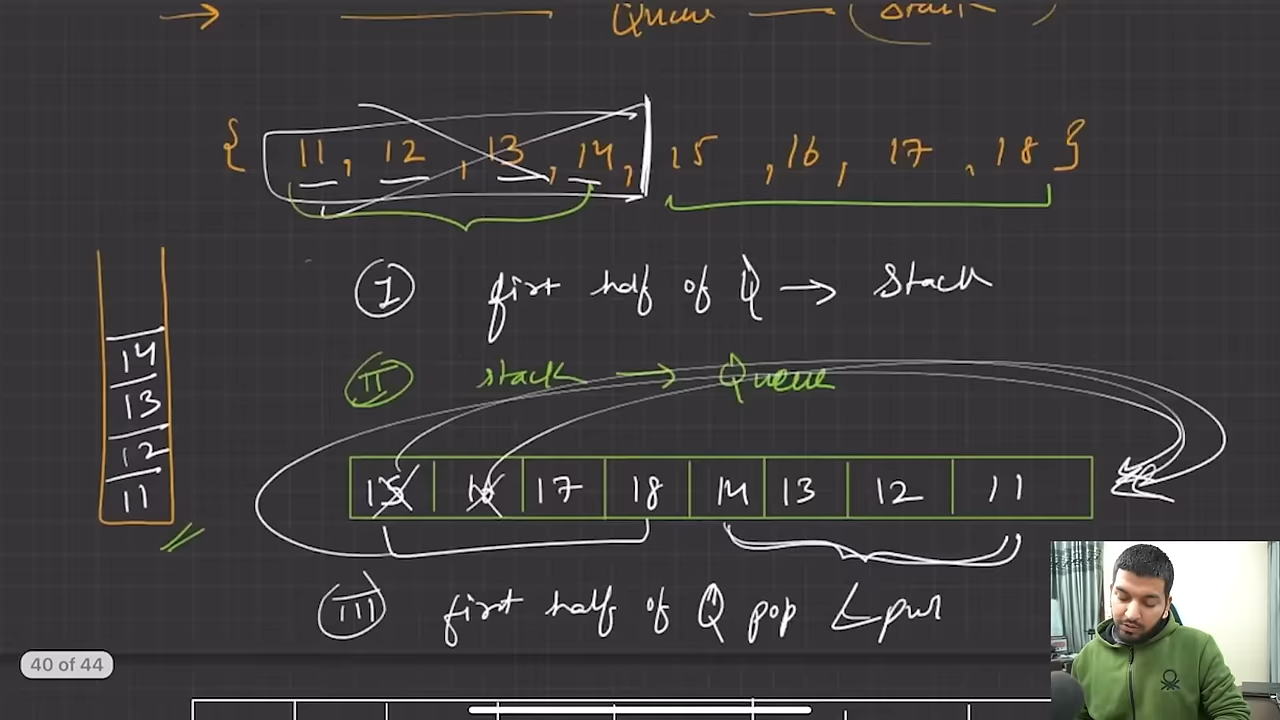 → Queue (Stack)
{ 11, 12, 13, 14, 15, 16, 17, 18 }
I first half of Q → Stack
II stack → Queue
14
13
12
11
15 16 17 18 14 13 12 11
III first half of Q pop
40 of 44